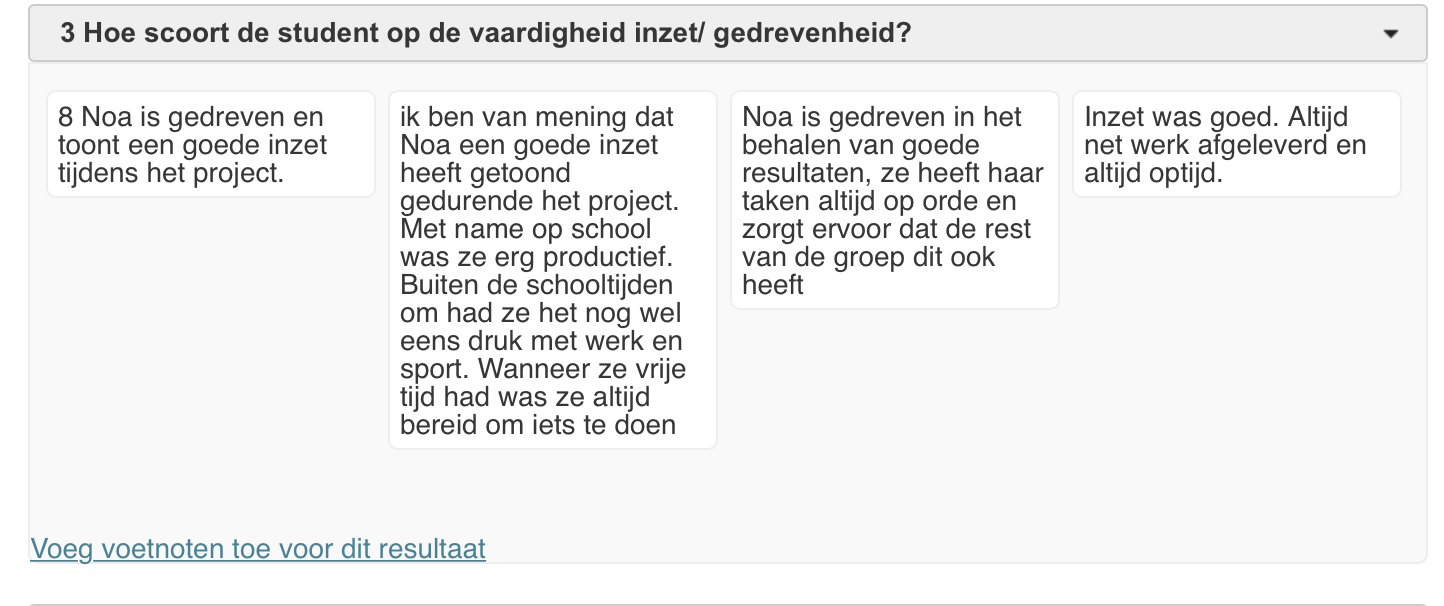 3 Hoe scoort de student op de vaardigheid inzet/ gedrevenheid?
8 Noa is gedreven en
toont een goede inzet
tijdens het project.
ik ben van mening dat
Noa een goede inzet
heeft getoond
gedurende het project.
Met name op school
was ze erg productief.
Buiten de schooltijden
om had ze het nog wel
eens druk met werk en
sport. Wanneer ze vrije
tijd had was ze altijd
bereid om iets te doen
Noa is gedreven in het
behalen van goede
resultaten, ze heeft haar
taken altijd op orde en
zorgt ervoor dat de rest
van de groep dit ook
heeft
Inzet was goed. Altijd
net werk afgeleverd en
altijd optijd.
Voeg voetnoten toe voor dit resultaat